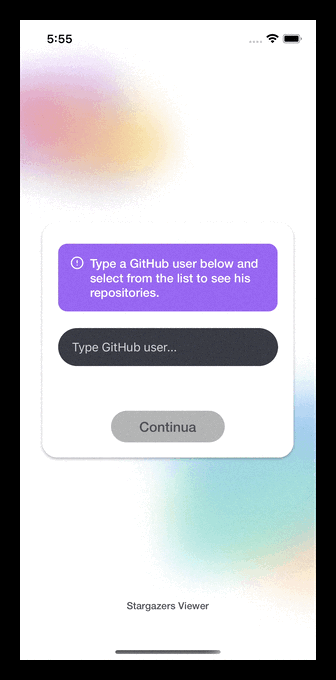 5:55
Type a GitHub user below and
select from the list to see his
repositories.
Type GitHub user...
Continua
Stargazers Viewer